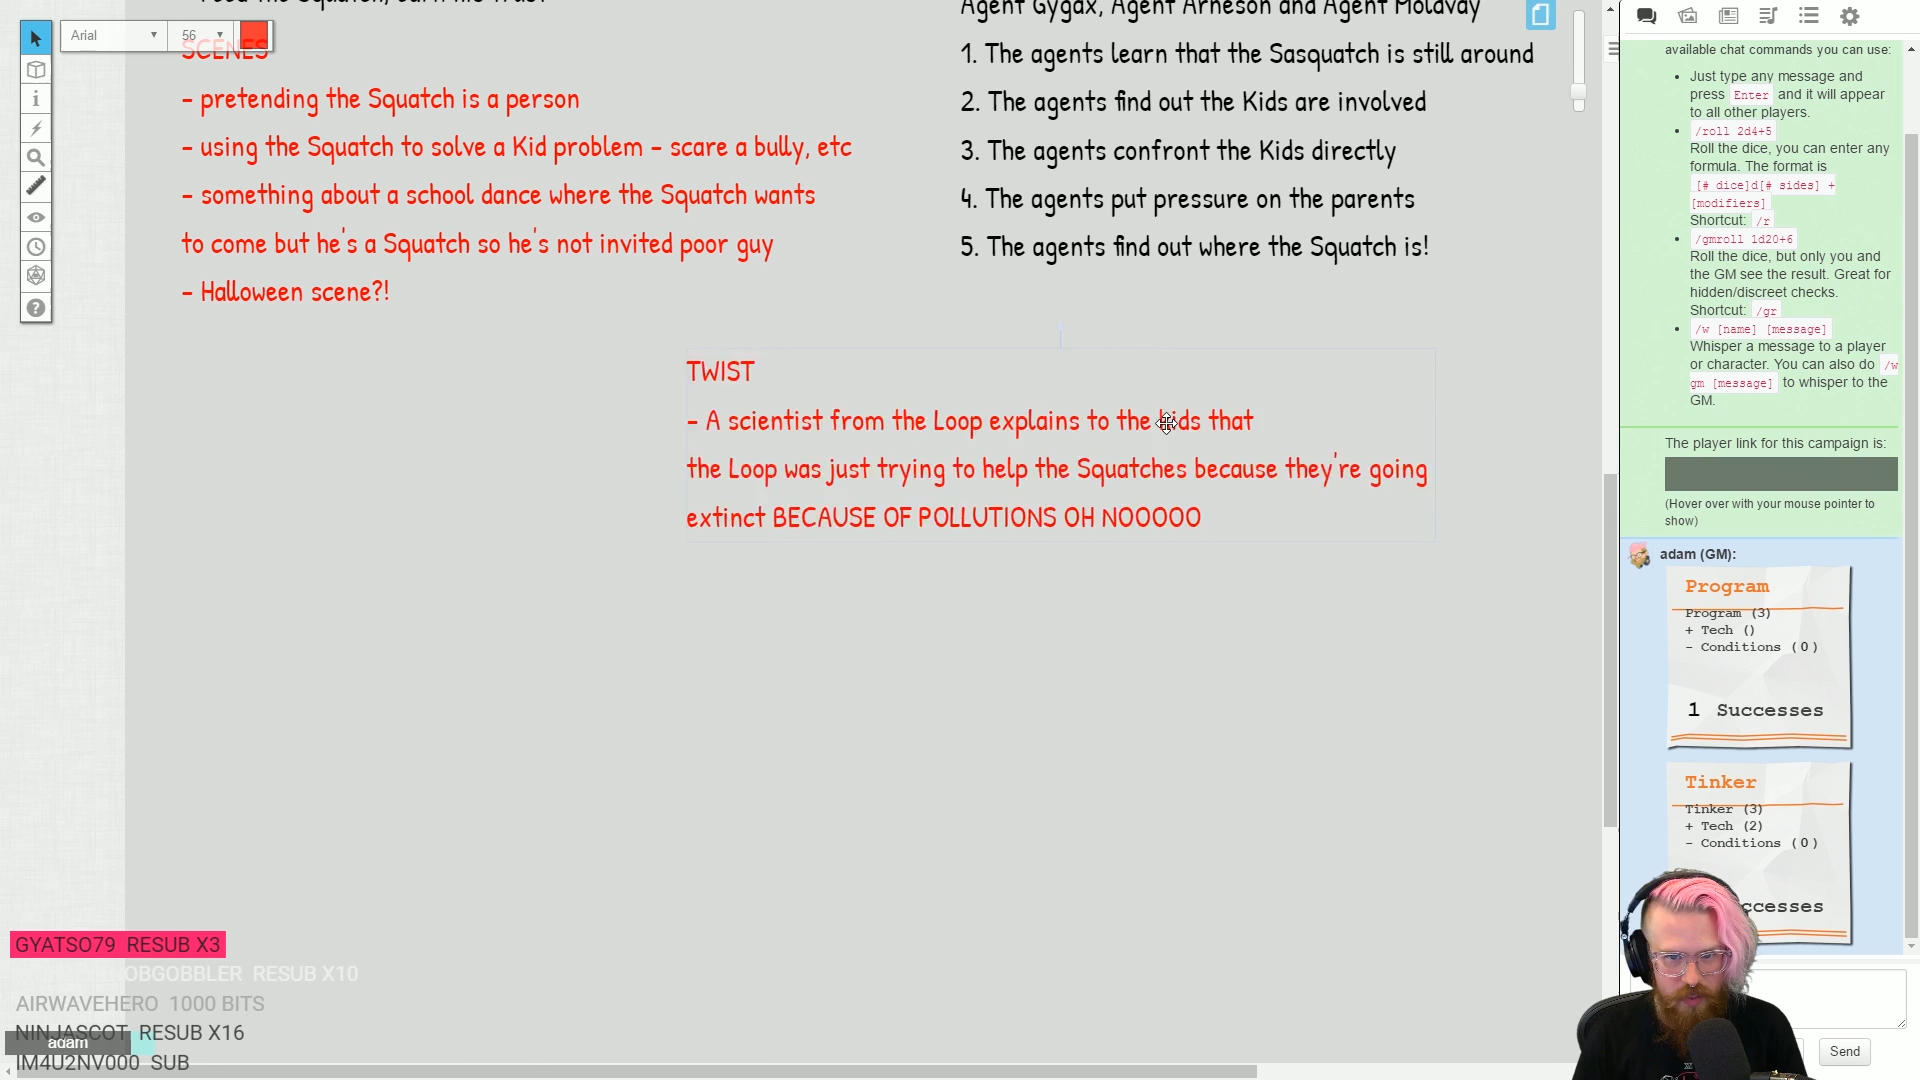 Arial
56
SCENES
- pretending the Squatch is a person
- using the Squatch to solve a Kid problem - scare a bully, etc
- something about a school dance where the Squatch wants
to come but he's a Squatch so he's not invited poor guy
- Halloween scene?!
Agent Gygax, Agent Arneson and Agent Moldvay
1. The agents learn that the Sasquatch is still around
2. The agents find out the Kids are involved
3. The agents confront the Kids directly
4. The agents put pressure on the parents
5. The agents find out where the Squatch is!
TWIST
- A scientist from the Loop explains to the kids that
the Loop was just trying to help the Squatches because they're going
extinct BECAUSE OF POLLUTIONS OH NOOOOO
available chat commands you can use:
Just type any message and
press Enter and it will appear
to all other players.
/roll 2d4+5
Roll the dice, you can enter any
formula. The format is
[# dice]d[# sides] +
[modifiers]
Shortcut: /r
/gmroll 1d20+6
Roll the dice, but only you and
the GM see the result. Great for
hidden/discreet checks.
Shortcut: /gr
/w [name] [message]
Whisper a message to a player
or character. You can also do /w
gm [message] to whisper to the
GM.
The player link for this campaign is:
(Hover over with your mouse pointer to
show)
adam (GM):
Program
Program (3)
+ Tech ()
- Conditions (0)
1 Successes
Tinker
Tinker (3)
+ Tech (2)
- Conditions (0)
Send
GYATSO79 RESUB X3
OBGOBBLER RESUB X10
AIRWAVEHERO 1000 BITS
NINJASCOT RESUB X16
adam
IM4U2NV000 SUB